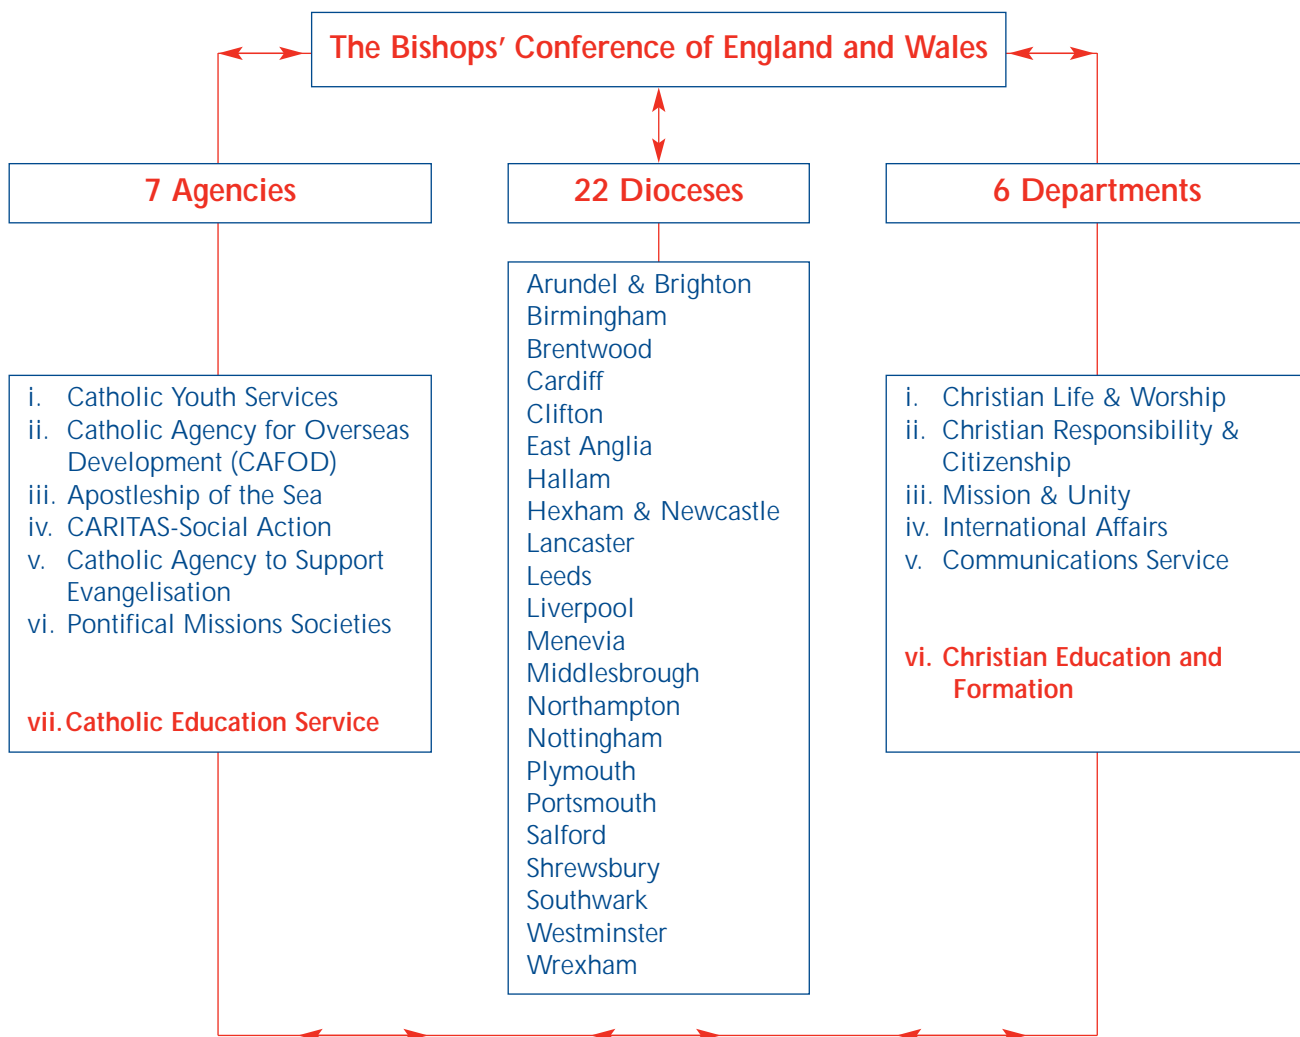 The Bishops’ Conference of England and Wales
7 Agencies
22 Dioceses
6 Departments
i. Catholic Youth Services
ii. Catholic Agency for Overseas
Development (CAFOD)
iii. Apostleship of the Sea
iv. CARITAS-Social Action
v. Catholic Agency to Support
Evangelisation
vi. Pontifical Missions Societies
vii. Catholic Education Service
Arundel & Brighton
Birmingham
Brentwood
Cardiff
Clifton
East Anglia
Hallam
Hexham & Newcastle
Lancaster
Leeds
Liverpool
Menevia
Middlesbrough
Northampton
Nottingham
Plymouth
Portsmouth
Salford
Shrewsbury
Southwark
Westminster
Wrexham
i. Christian Life & Worship
ii. Christian Responsibility &
Citizenship
iii. Mission & Unity
iv. International Affairs
v. Communications Service
vi. Christian Education and
Formation